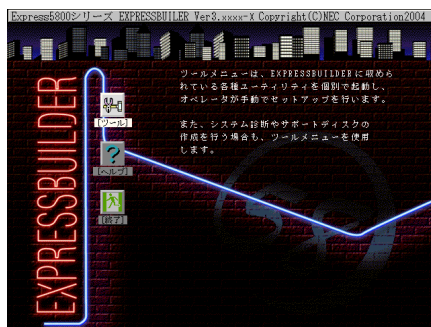 Express5800シリーズ EXPRESSBUILER Ver3.xxxx-X Copyright(C)NEC Corporation2004
EXPRESSBUILDER
ツールメニューは、EXPRESSBUILDERに収めら
れている各種ユーティリティを個別で起動し、
オペレータが手動でセットアップを行います。
また、システム診断やサポートディスクの
作成を行う場合も、ツールメニューを使用
します。
[ツール]
[ヘルプ]
[終了]